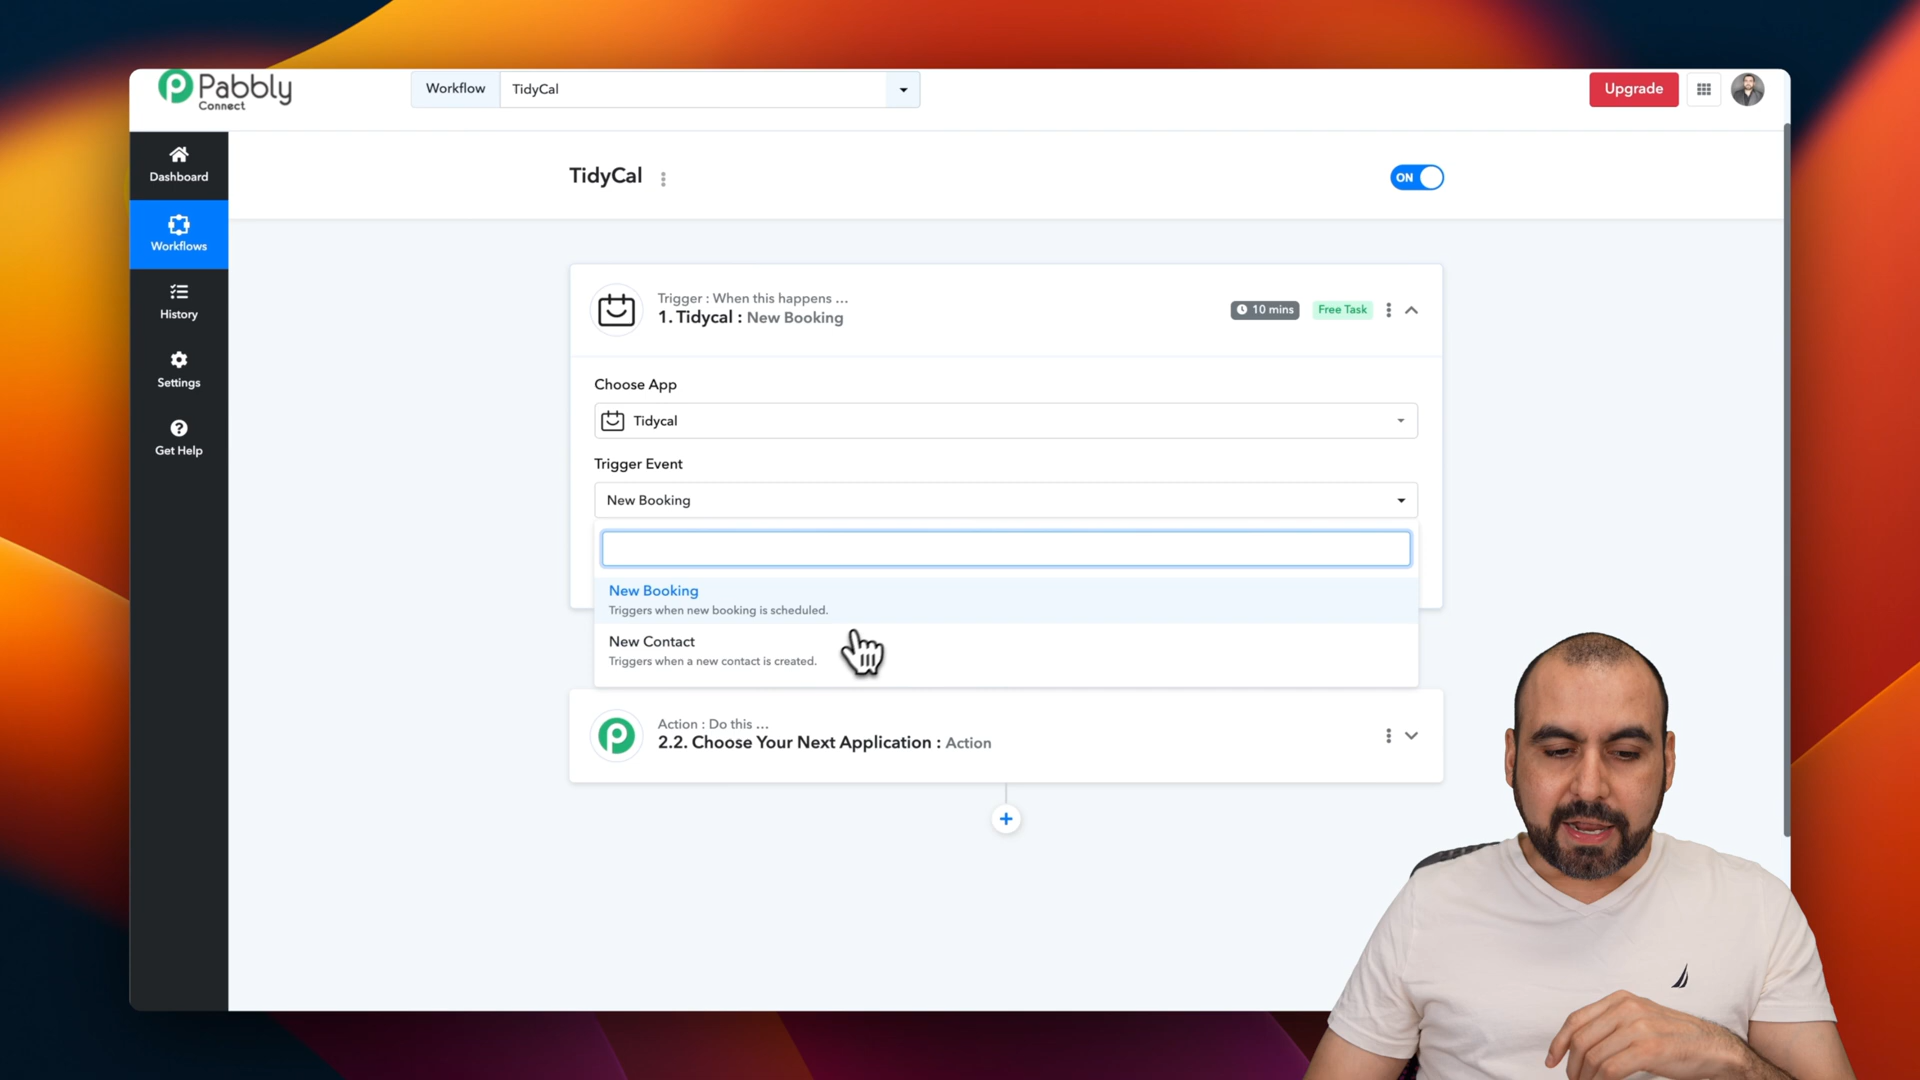 Pabbly
Connect
Workflow
TidyCal
Upgrade
Dashboard
Workflows
History
Settings
Get Help
TidyCal
ON
Trigger : When this happens ...
1. Tidycal : New Booking
10 mins
Free Task
Choose App
Tidycal
Trigger Event
New Booking
New Booking
Triggers when new booking is scheduled.
New Contact
Triggers when a new contact is created.
Action : Do this ...
2.2. Choose Your Next Application : Action